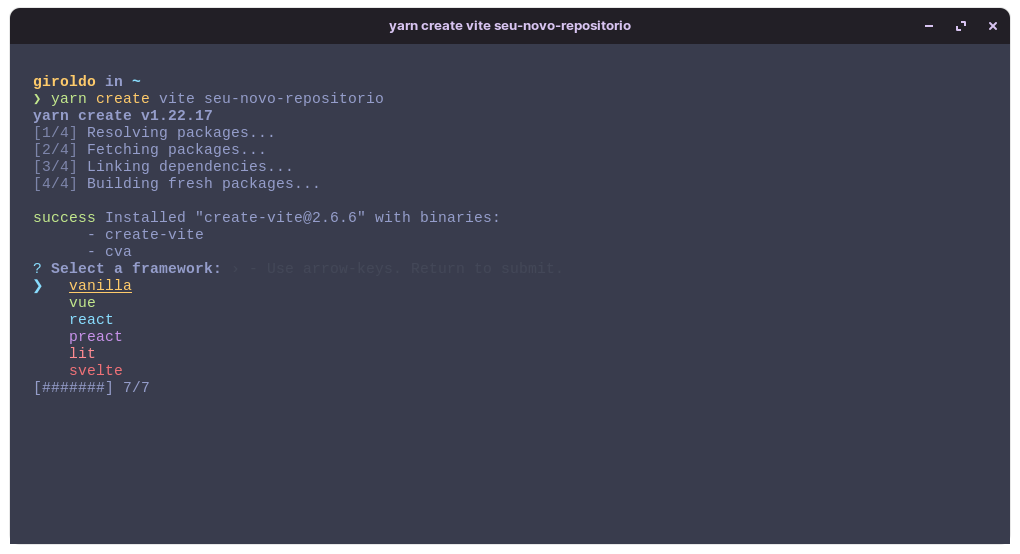 yarn create vite seu-novo-repositorio
giroldo in ~
❯ yarn create vite seu-novo-repositorio
yarn create v1.22.17
[1/4] Resolving packages...
[2/4] Fetching packages...
[3/4] Linking dependencies...
[4/4] Building fresh packages...
success Installed "create-vite@2.6.6" with binaries:
- create-vite
- cva
? Select a framework: › - Use arrow-keys. Return to submit.
❯ vanilla
vue
react
preact
lit
svelte
[#######] 7/7